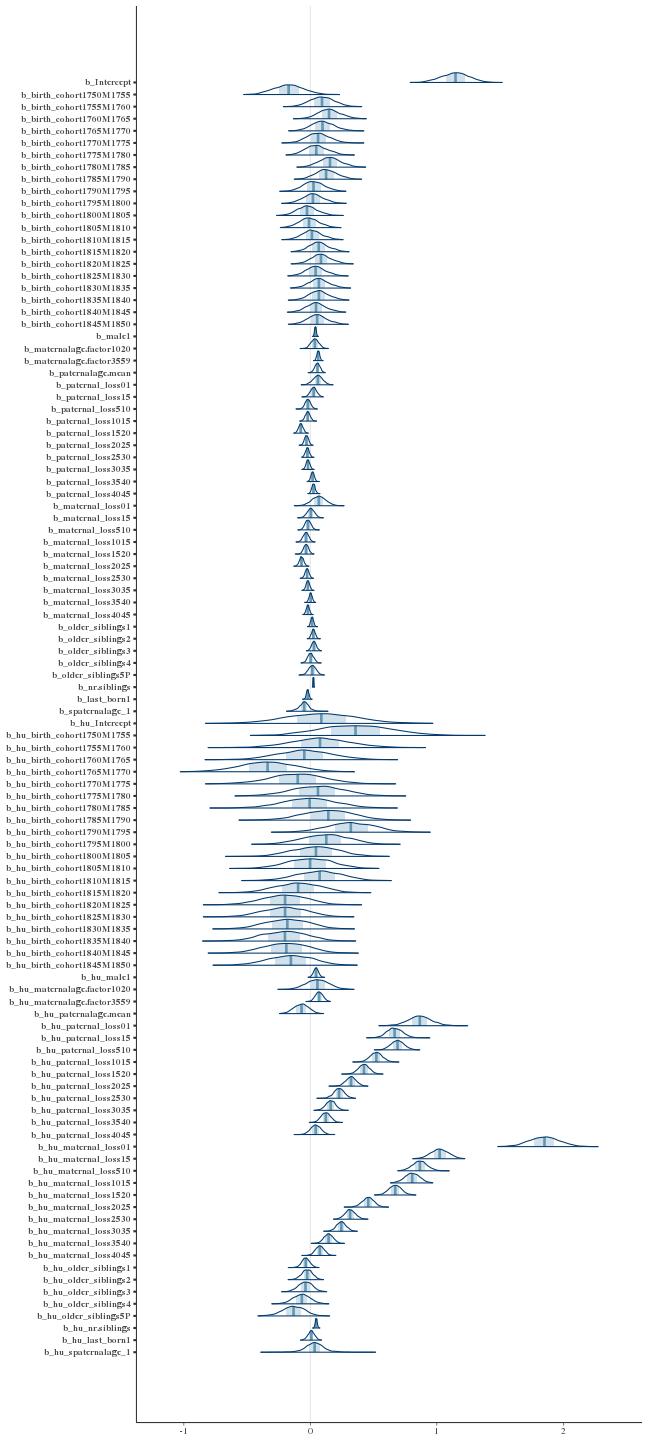 b_Intercept
b_birth_cohort1750M1755
b_birth_cohort1755M1760
b_birth_cohort1760M1765
b_birth_cohort1765M1770
b_birth_cohort1770M1775
b_birth_cohort1775M1780
b_birth_cohort1780M1785
b_birth_cohort1785M1790
b_birth_cohort1790M1795
b_birth_cohort1795M1800
b_birth_cohort1800M1805
b_birth_cohort1805M1810
b_birth_cohort1810M1815
b_birth_cohort1815M1820
b_birth_cohort1820M1825
b_birth_cohort1825M1830
b_birth_cohort1830M1835
b_birth_cohort1835M1840
b_birth_cohort1840M1845
b_birth_cohort1845M1850
b_male1
b_maternalage.factor1020
b_maternalage.factor3559
b_paternalage.mean
b_paternal_loss01
b_paternal_loss15
b_paternal_loss510
b_paternal_loss1015
b_paternal_loss1520
b_paternal_loss2025
b_paternal_loss2530
b_paternal_loss3035
b_paternal_loss3540
b_paternal_loss4045
b_maternal_loss01
b_maternal_loss15
b_maternal_loss510
b_maternal_loss1015
b_maternal_loss1520
b_maternal_loss2025
b_maternal_loss2530
b_maternal_loss3035
b_maternal_loss3540
b_maternal_loss4045
b_older_siblings1
b_older_siblings2
b_older_siblings3
b_older_siblings4
b_older_siblings5P
b_nr.siblings
b_last_born1
b_spaternalage_1
b_hu_Intercept
b_hu_birth_cohort1750M1755
b_hu_birth_cohort1755M1760
b_hu_birth_cohort1760M1765
b_hu_birth_cohort1765M1770
b_hu_birth_cohort1770M1775
b_hu_birth_cohort1775M1780
b_hu_birth_cohort1780M1785
b_hu_birth_cohort1785M1790
b_hu_birth_cohort1790M1795
b_hu_birth_cohort1795M1800
b_hu_birth_cohort1800M1805
b_hu_birth_cohort1805M1810
b_hu_birth_cohort1810M1815
b_hu_birth_cohort1815M1820
b_hu_birth_cohort1820M1825
b_hu_birth_cohort1825M1830
b_hu_birth_cohort1830M1835
b_hu_birth_cohort1835M1840
b_hu_birth_cohort1840M1845
b_hu_birth_cohort1845M1850
b_hu_male1
b_hu_maternalage.factor1020
b_hu_maternalage.factor3559
b_hu_paternalage.mean
b_hu_paternal_loss01
b_hu_paternal_loss15
b_hu_paternal_loss510
b_hu_paternal_loss1015
b_hu_paternal_loss1520
b_hu_paternal_loss2025
b_hu_paternal_loss2530
b_hu_paternal_loss3035
b_hu_paternal_loss3540
b_hu_paternal_loss4045
b_hu_maternal_loss01
b_hu_maternal_loss15
b_hu_maternal_loss510
b_hu_maternal_loss1015
b_hu_maternal_loss1520
b_hu_maternal_loss2025
b_hu_maternal_loss2530
b_hu_maternal_loss3035
b_hu_maternal_loss3540
b_hu_maternal_loss4045
b_hu_older_siblings1
b_hu_older_siblings2
b_hu_older_siblings3
b_hu_older_siblings4
b_hu_older_siblings5P
b_hu_nr.siblings
b_hu_last_born1
b_hu_spaternalage_1
-1 0 1 2